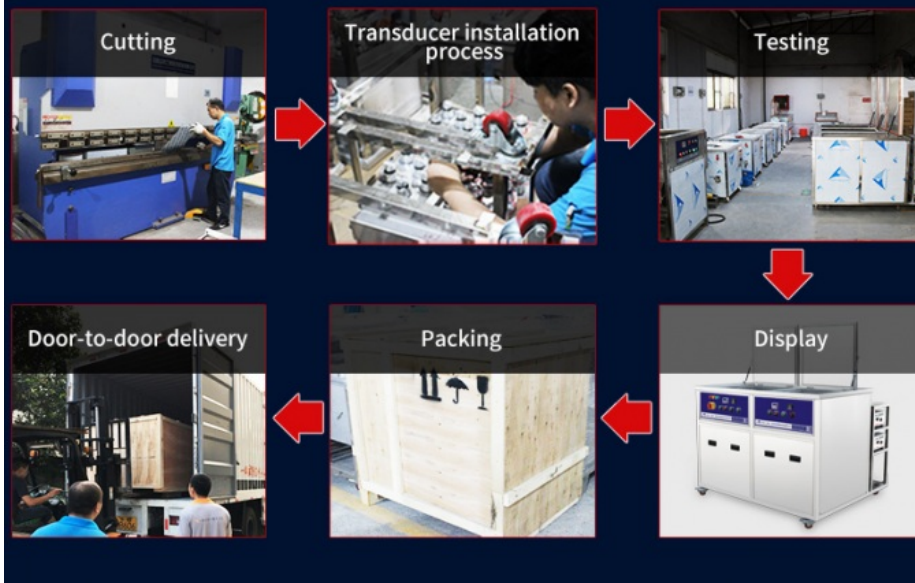 Cutting
Transducer installation
process
Testing
Door-to-door delivery
Packing
Display